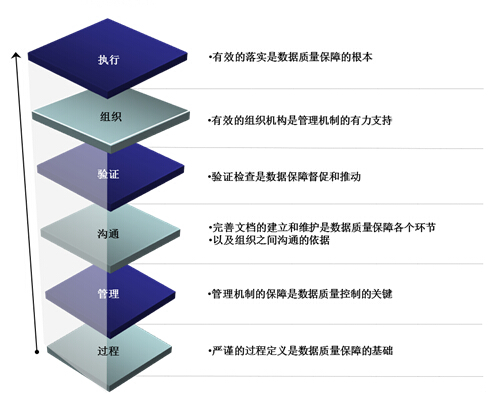 执行
•有效的落实是数据质量保障的根本
组织
•有效的组织机构是管理机制的有力支持
验证
•验证检查是数据保障督促和推动
沟通
•完善文档的建立和维护是数据质量保障各个环节
•以及组织之间沟通的依据
管理
•管理机制的保障是数据质量控制的关键
过程
•严谨的过程定义是数据质量保障的基础